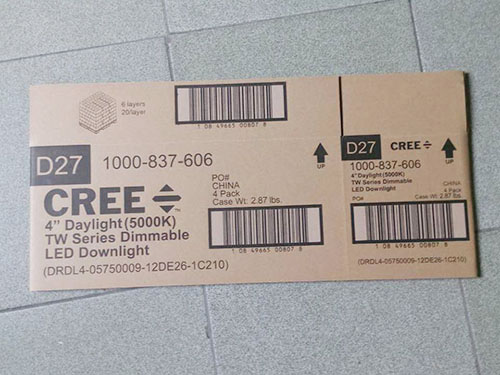 6 layers
20/layer
1 08 49665 00807 8
UP
D27
1000-837-606
PO#
CHINA
4 Pack
Case Wt: 2.87 lbs.
CREE
4" Daylight(5000K)
TW Series Dimmable
LED Downlight
1 08 49665 00807 8
(DRDL4-05750009-12DE26-1C210)
D27
CREE
UP
1000-837-606
4" Daylight(5000K)
TW Series Dimmable
LED Downlight
CHINA
4 Pack
PO#
Case Wt: 2.87 lbs.
1 08 49665 00807 8
(DRDL4-05750009-12DE26-1C210)